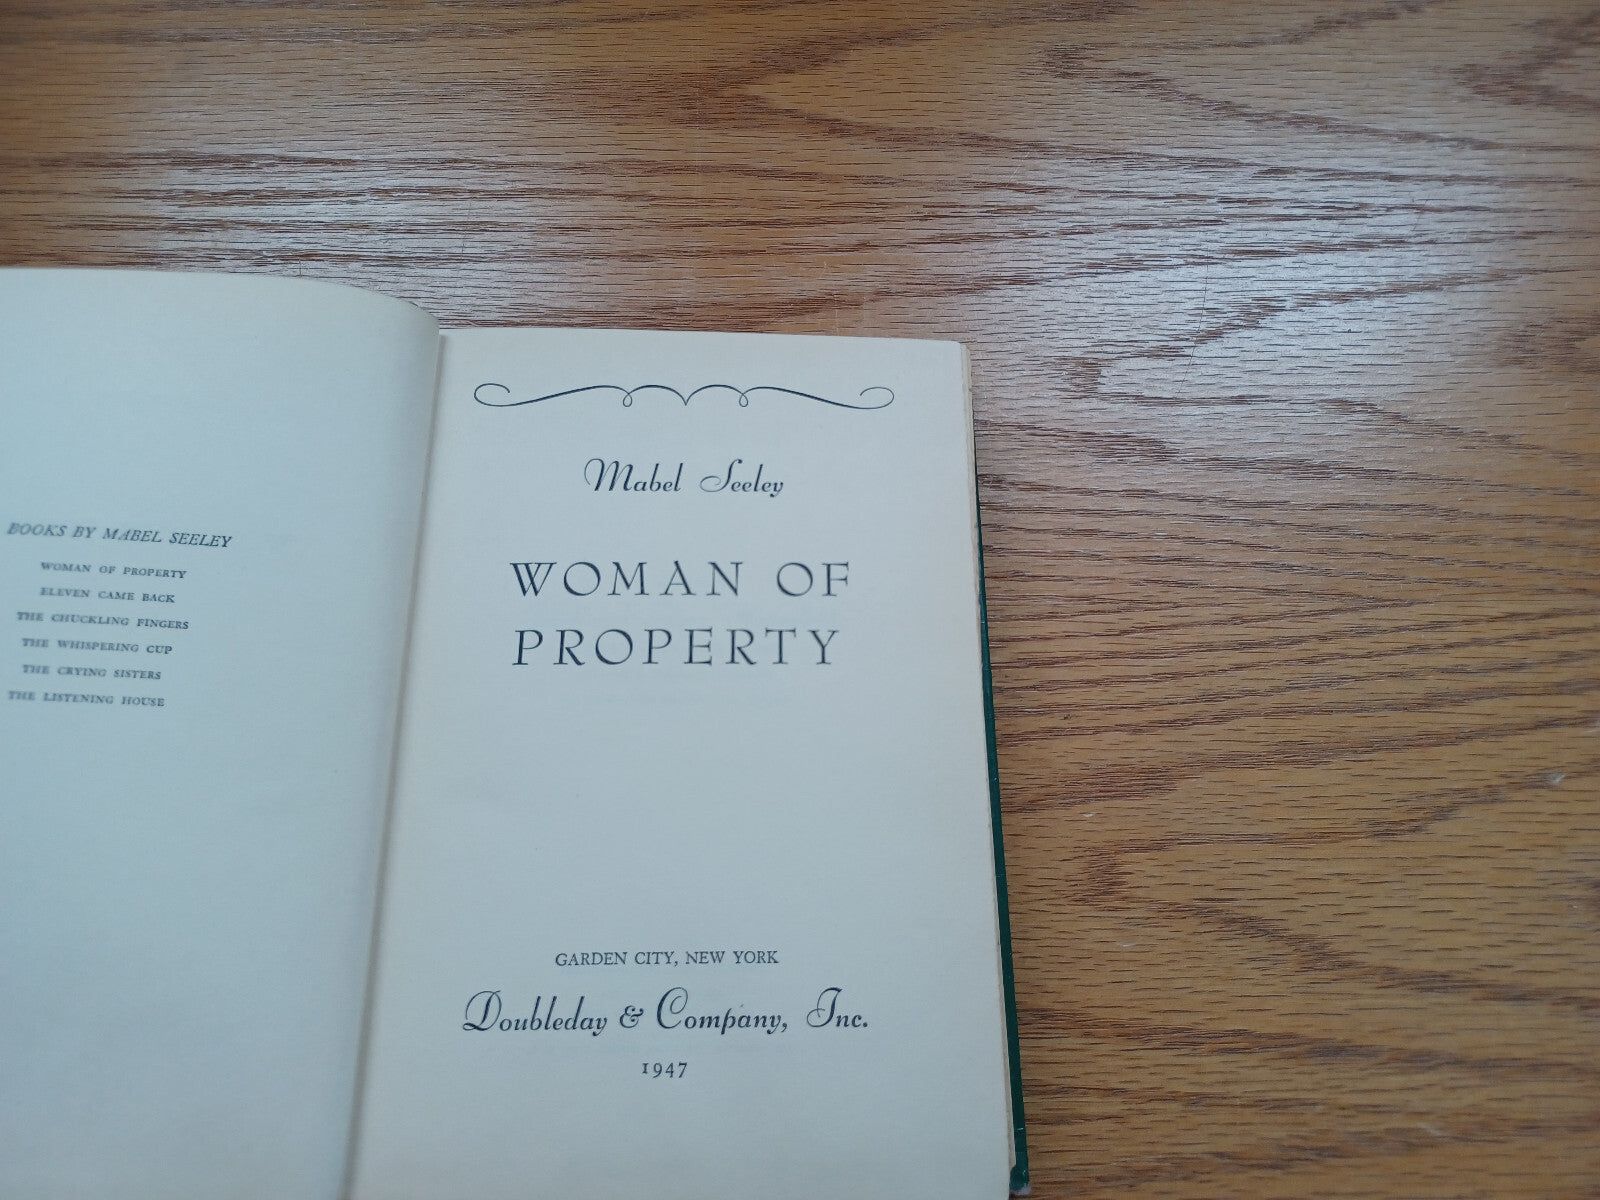 BOOKS BY MABEL SEELEY
WOMAN OF PROPERTY
ELEVEN CAME BACK
THE CHUCKLING FINGERS
THE WHISPERING CUP
THE CRYING SISTERS
THE LISTENING HOUSE
Mabel Seeley
WOMAN OF
PROPERTY
GARDEN CITY, NEW YORK
Doubleday & Company, Inc.
1947